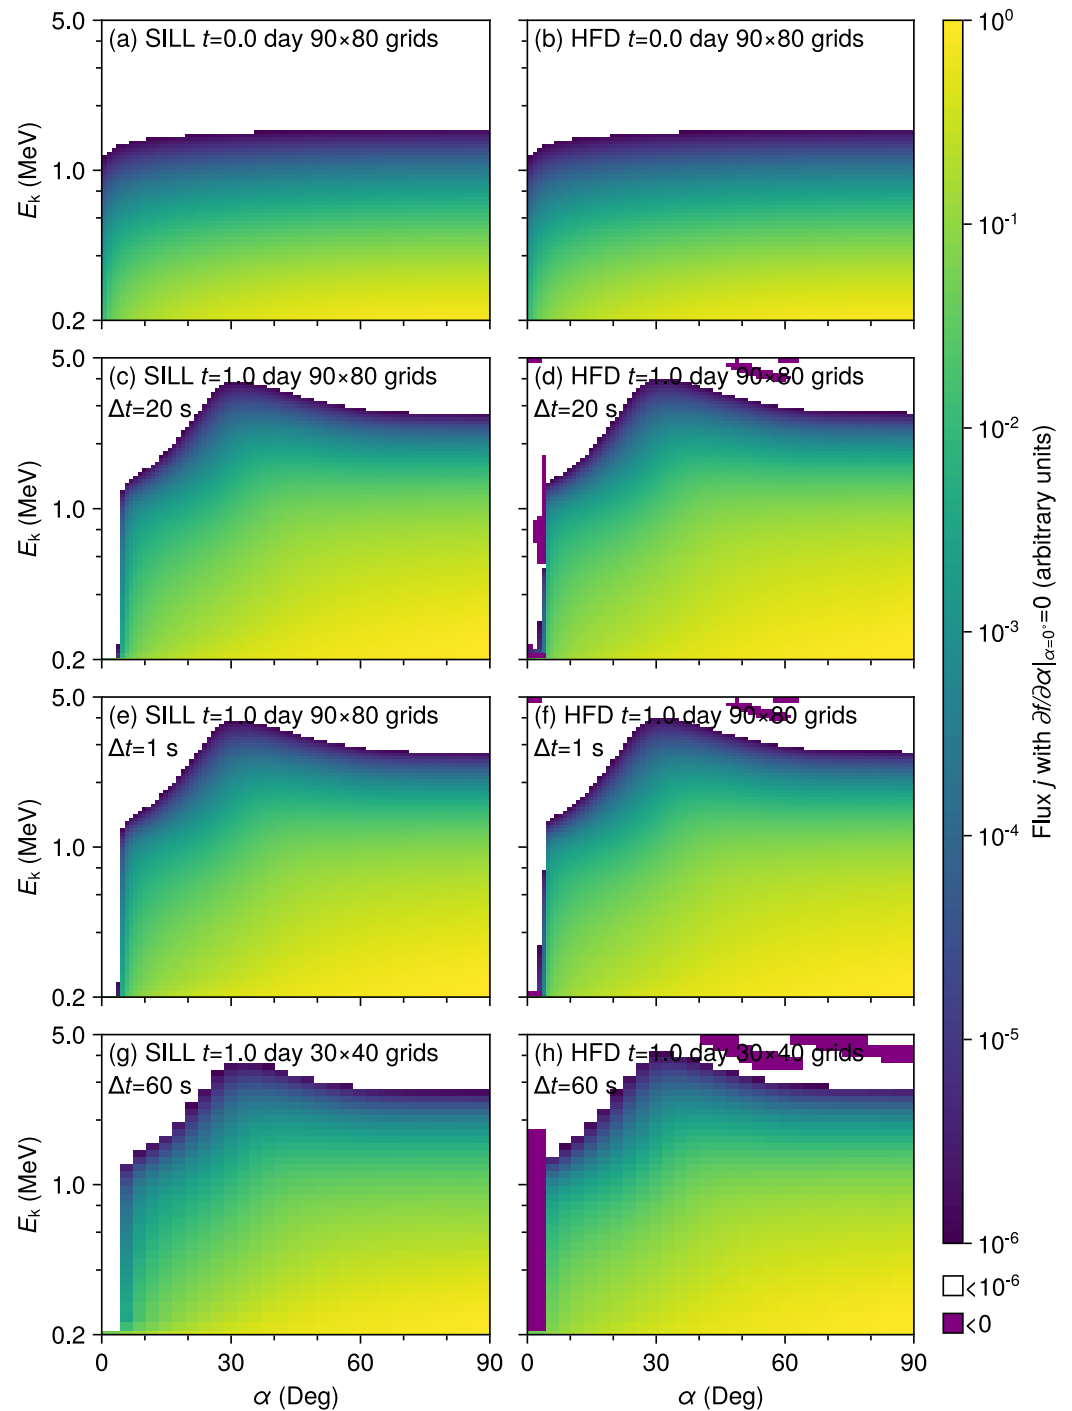 (a) SILL t=0.0 day 90×80 grids
(b) HFD t=0.0 day 90×80 grids
5.0
1.0
0.2
E_k (MeV)
(c) SILL t=1.0 day 90×80 grids
Δt=20 s
(d) HFD t=1.0 day 90×80 grids
Δt=20 s
5.0
1.0
0.2
E_k (MeV)
(e) SILL t=1.0 day 90×80 grids
Δt=1 s
(f) HFD t=1.0 day 90×80 grids
Δt=1 s
5.0
1.0
0.2
E_k (MeV)
(g) SILL t=1.0 day 30×40 grids
Δt=60 s
(h) HFD t=1.0 day 30×40 grids
Δt=60 s
5.0
1.0
0.2
E_k (MeV)
0 30 60 90
α (Deg)
0 30 60 90
α (Deg)
10⁰
10⁻¹
10⁻²
10⁻³
10⁻⁴
10⁻⁵
10⁻⁶
<10⁻⁶
<0
Flux j with ∂f/∂α|α=0°=0 (arbitrary units)